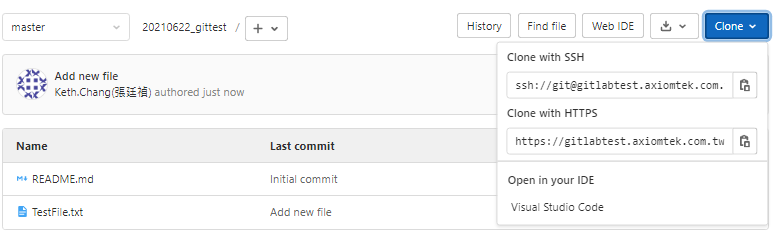 master
20210622_gittest /
History
Find file
Web IDE
Clone
Add new file
Keth.Chang(張廷禎) authored just now
Clone with SSH
ssh://git@gitlabtest.axiomtek.com.
Clone with HTTPS
https://gitlabtest.axiomtek.com.tw
Open in your IDE
Visual Studio Code
Name Last commit
README.md Initial commit
TestFile.txt Add new file